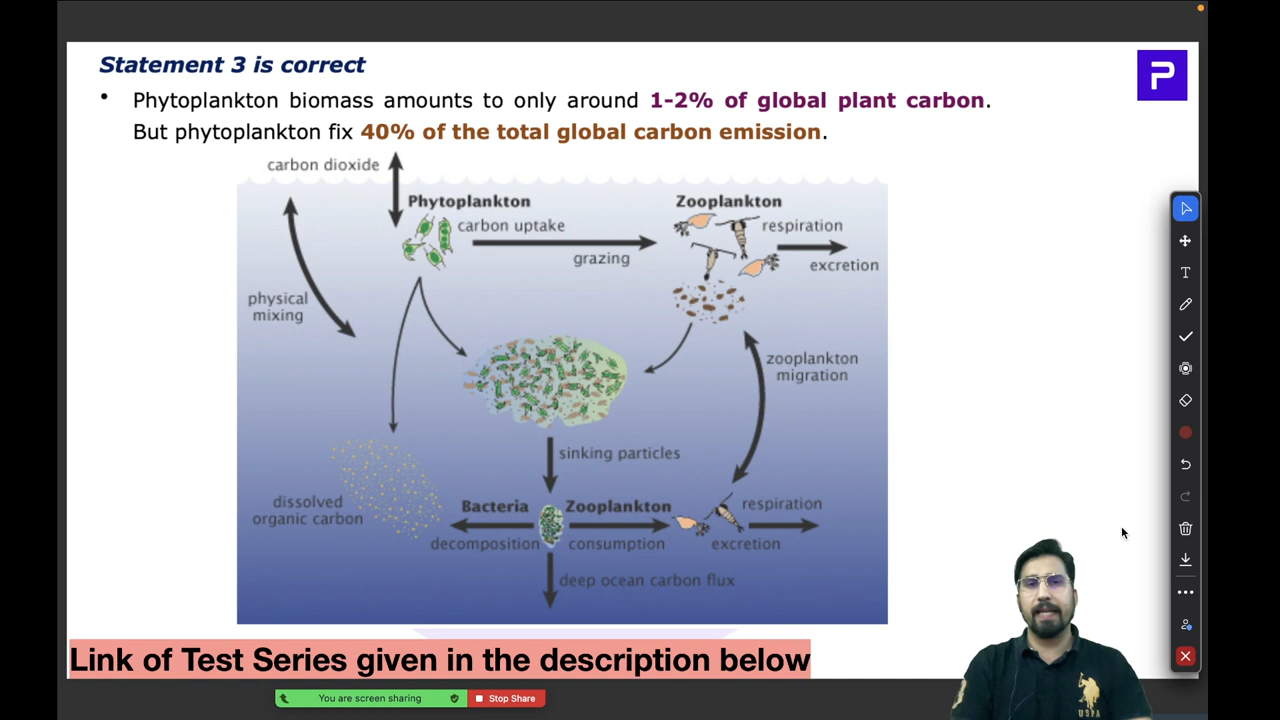 Statement 3 is correct
• Phytoplankton biomass amounts to only around 1-2% of global plant carbon.
But phytoplankton fix 40% of the total global carbon emission.
carbon dioxide
Phytoplankton
Zooplankton
carbon uptake
respiration
grazing
excretion
physical
mixing
zooplankton
migration
sinking particles
dissolved
organic carbon
Bacteria
Zooplankton
respiration
decomposition
consumption
excretion
deep ocean carbon flux
Link of Test Series given in the description below
You are screen sharing
Stop Share
P
T
USPA